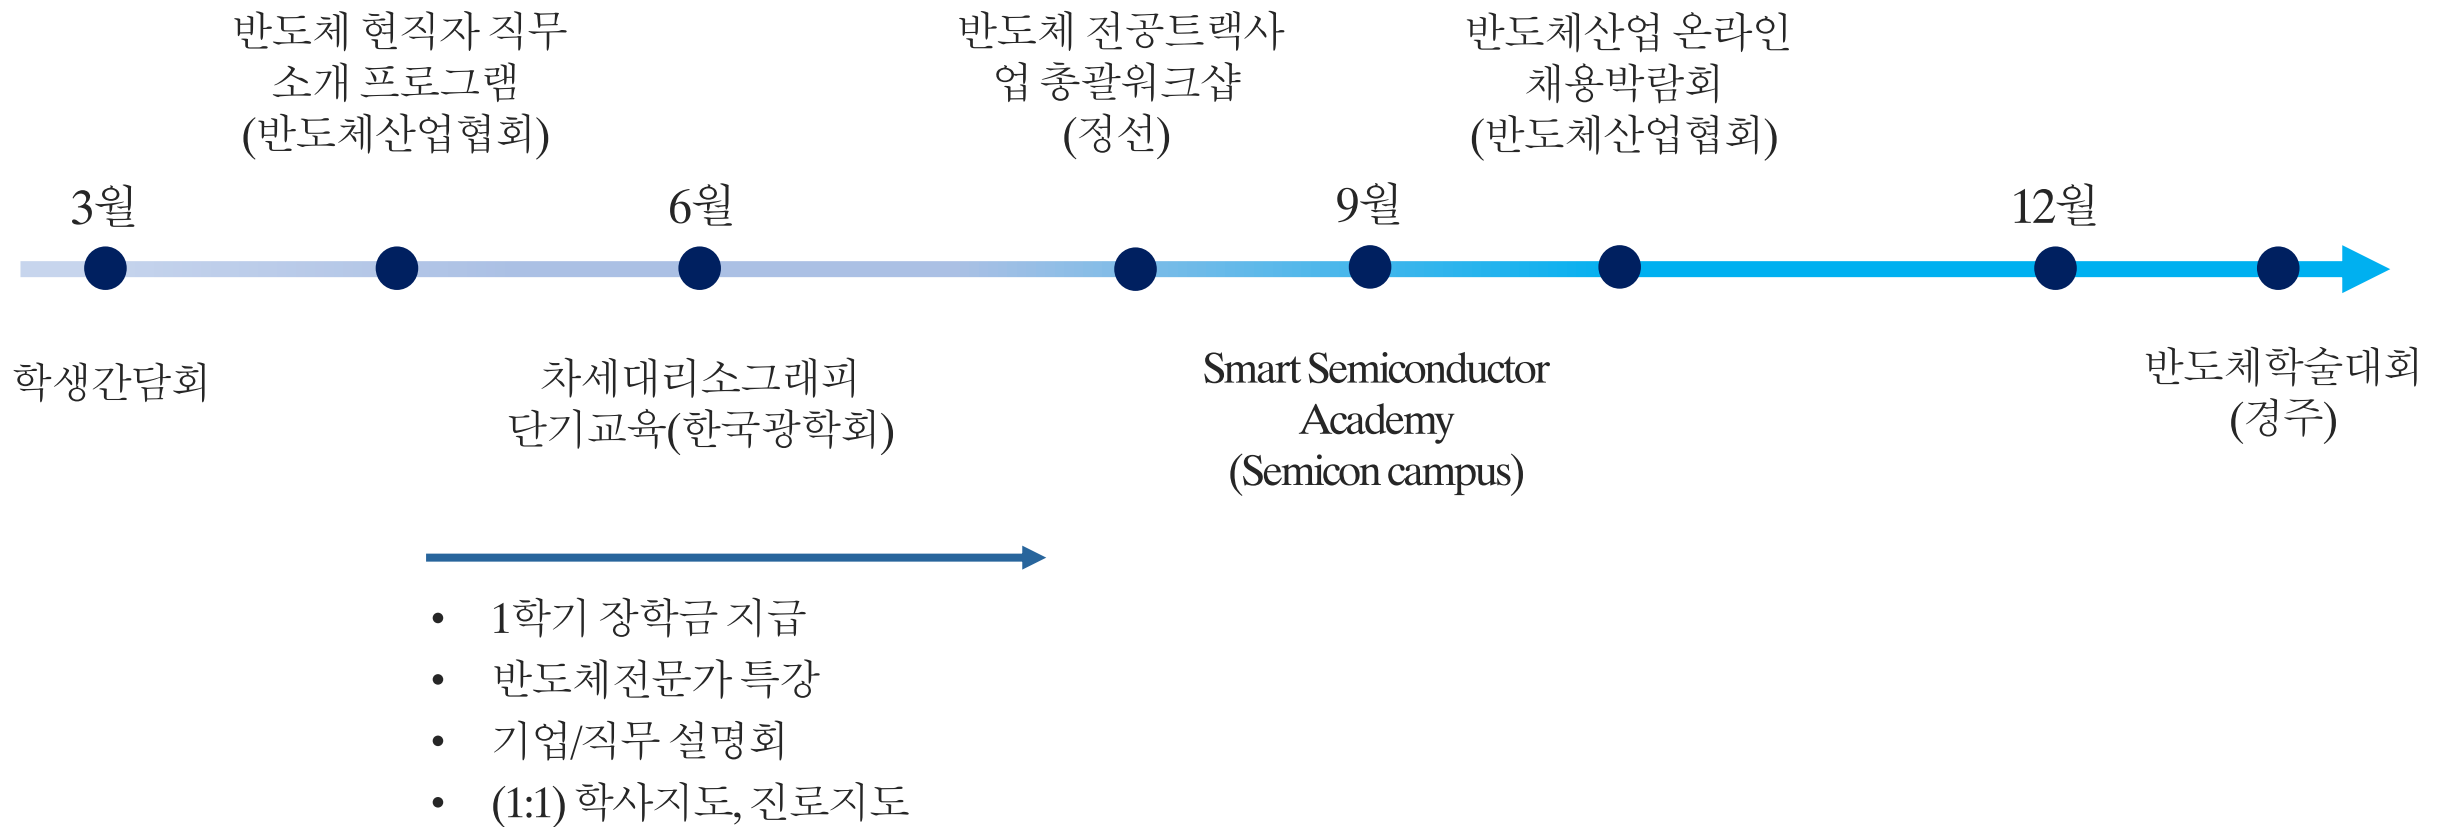 반도체 현직자 직무
소개 프로그램
(반도체산업협회)
반도체 전공트랙사
업 총괄워크샵
(정선)
반도체산업 온라인
채용박람회
(반도체산업협회)
3월
6월
9월
12월
학생간담회
차세대리소그래피
단기교육(한국광학회)
Smart Semiconductor
Academy
(Semicon campus)
반도체학술대회
(경주)
• 1학기 장학금 지급
• 반도체전문가 특강
• 기업/직무 설명회
• (1:1) 학사지도, 진로지도